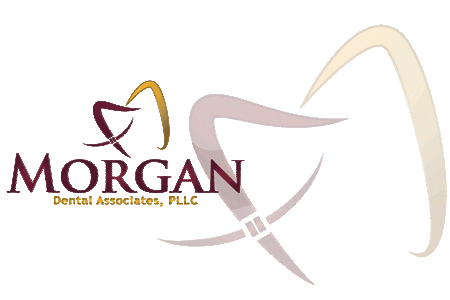 MORGAN
Dental Associates, PLLC